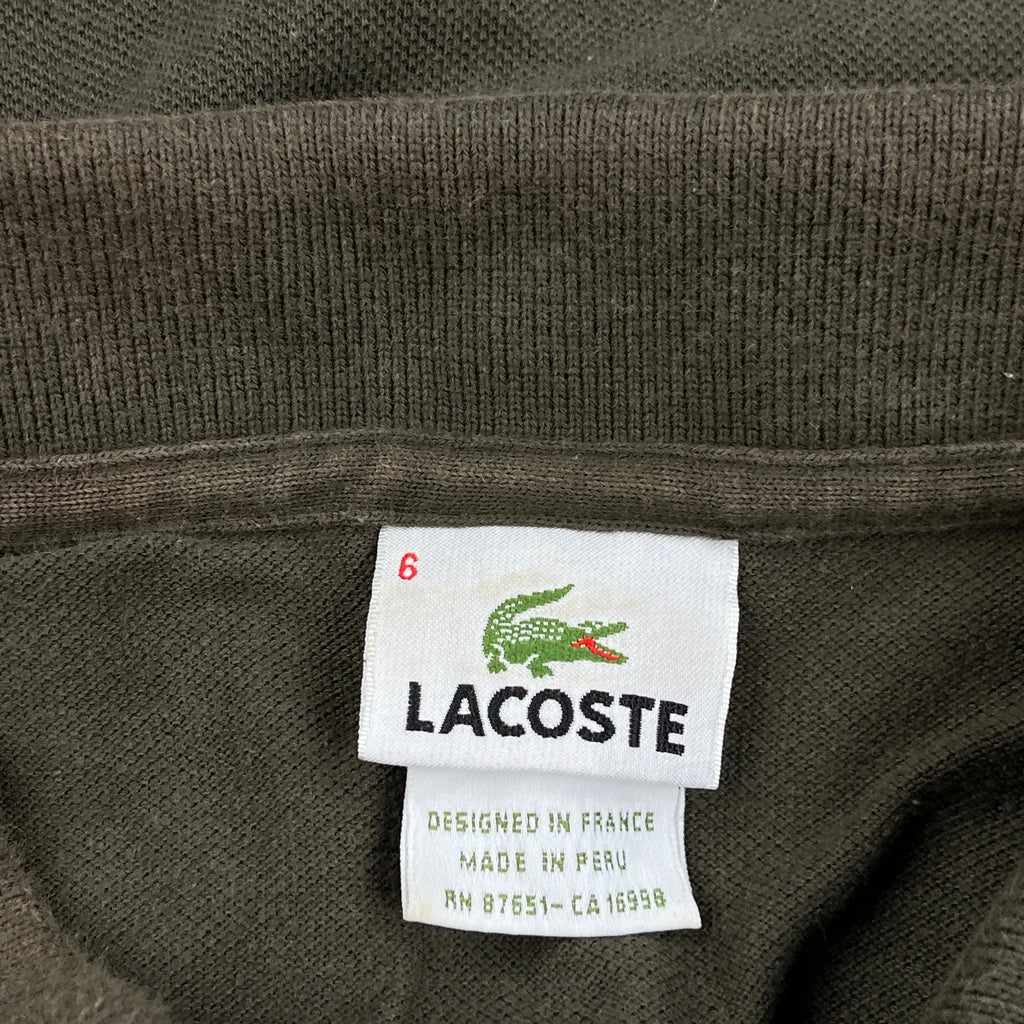 6
LACOSTE
DESIGNED IN FRANCE
MADE IN PERU
RN 87651- CA 16998